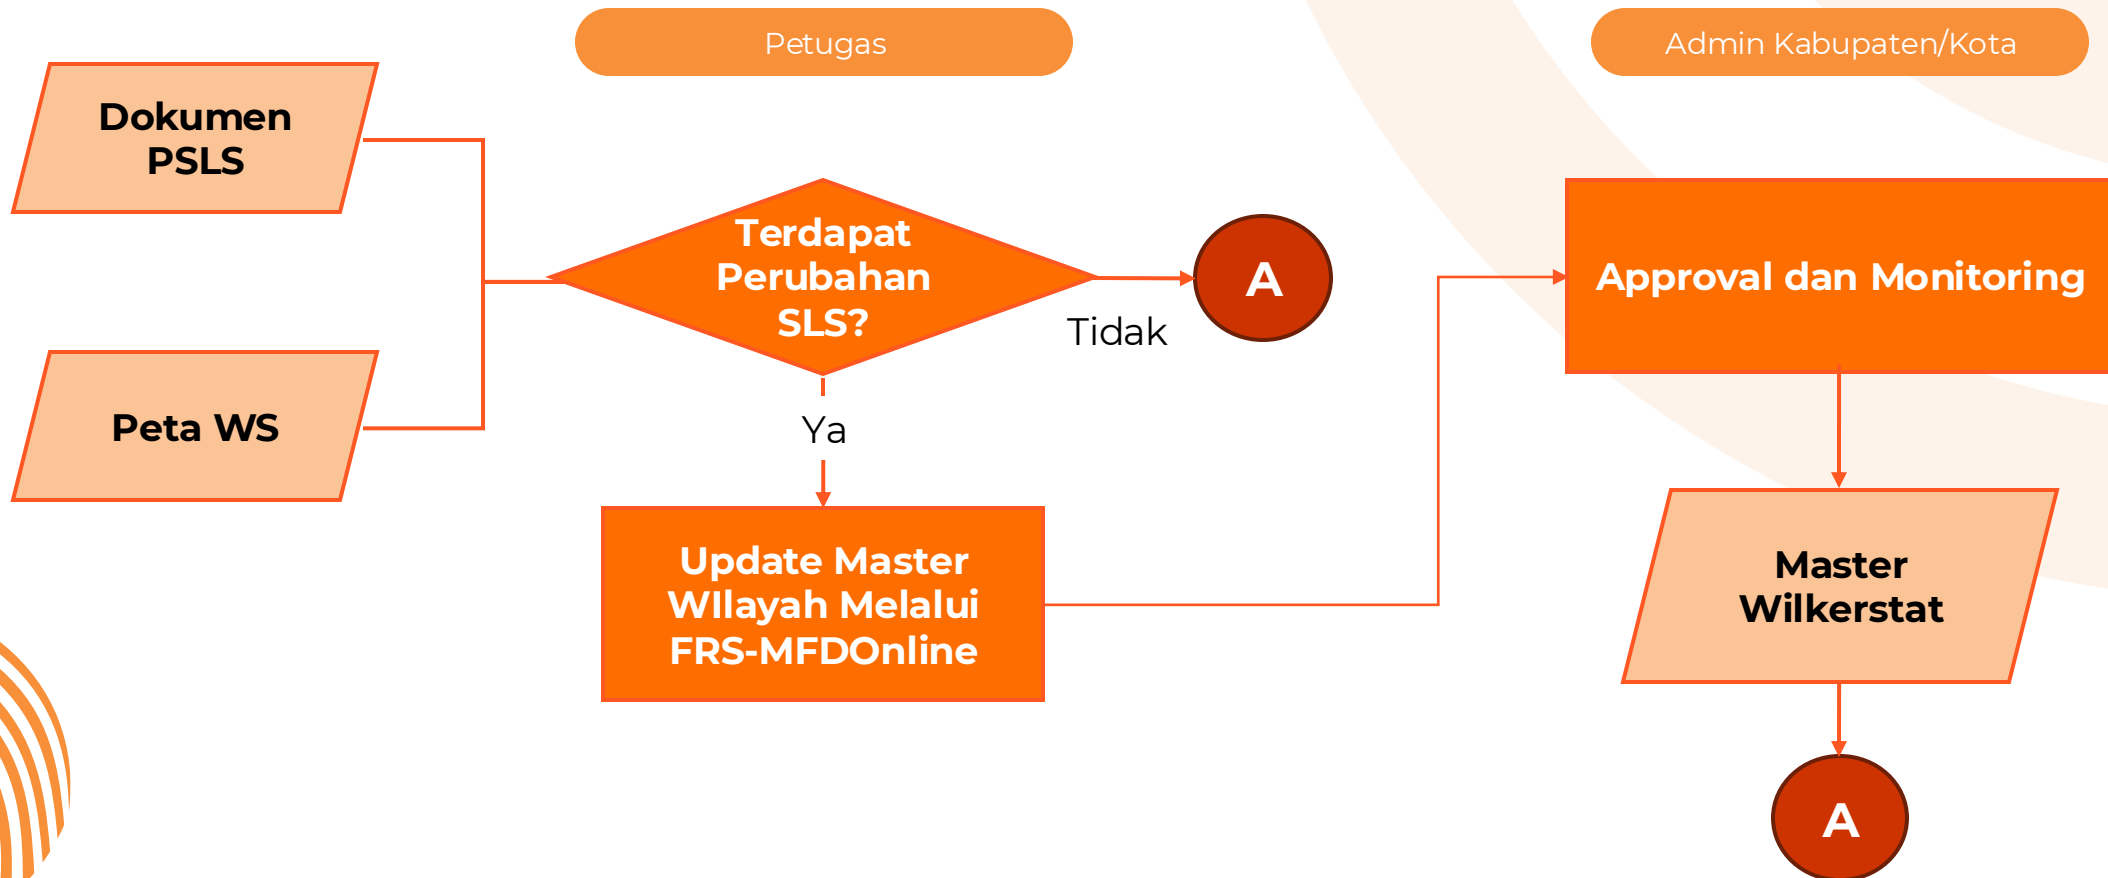 Petugas
Admin Kabupaten/Kota
Dokumen
PSLS
Terdapat
Perubahan
SLS?
A
Tidak
Approval dan Monitoring
Peta WS
Ya
Update Master
WIlayah Melalui
FRS-MFDOnline
Master
Wilkerstat
A